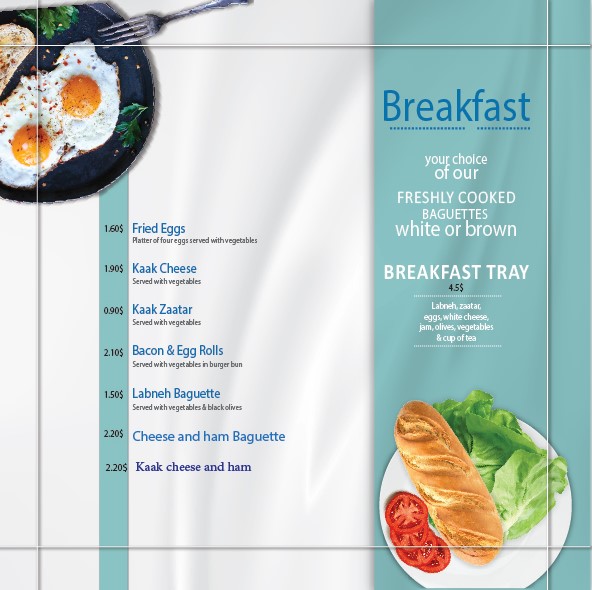 1.60$ Fried Eggs
Platter of four eggs served with vegetables
1.90$ Kaak Cheese
Served with vegetables
0.90$ Kaak Zaatar
Served with vegetables
2.10$ Bacon & Egg Rolls
Served with vegetables in burger bun
1.50$ Labneh Baguette
Served with vegetables & black olives
2.20$ Cheese and ham Baguette
2.20$ Kaak cheese and ham
Breakfast
your choice
of our
FRESHLY COOKED
BAGUETTES
white or brown
BREAKFAST TRAY
4.5$
Labneh, zaatar,
eggs, white cheese,
jam, olives, vegetables
& cup of tea